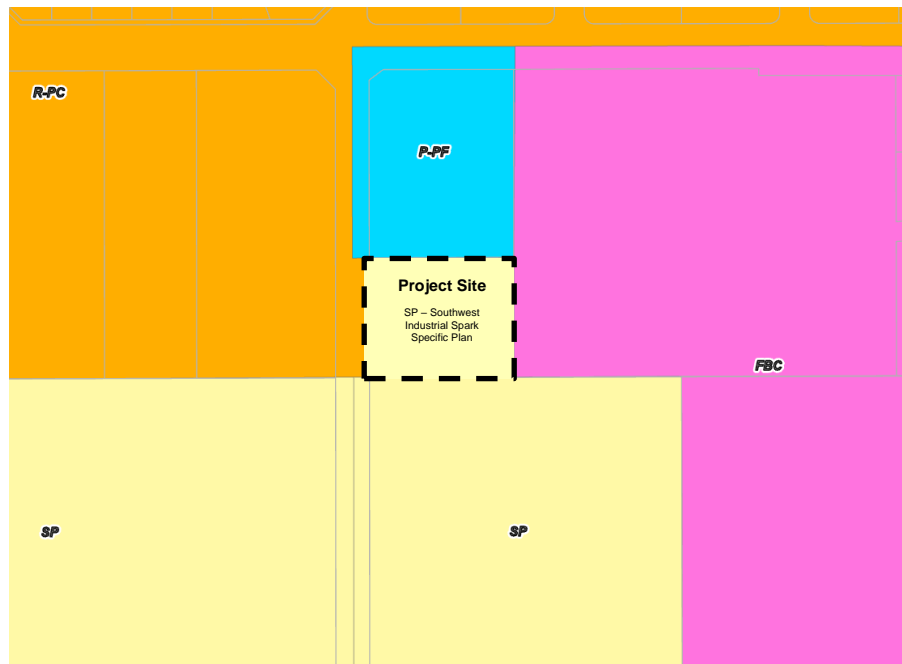 R-PC
P-PF
Project Site
SP – Southwest
Industrial Spark
Specific Plan
FBC
SP
SP